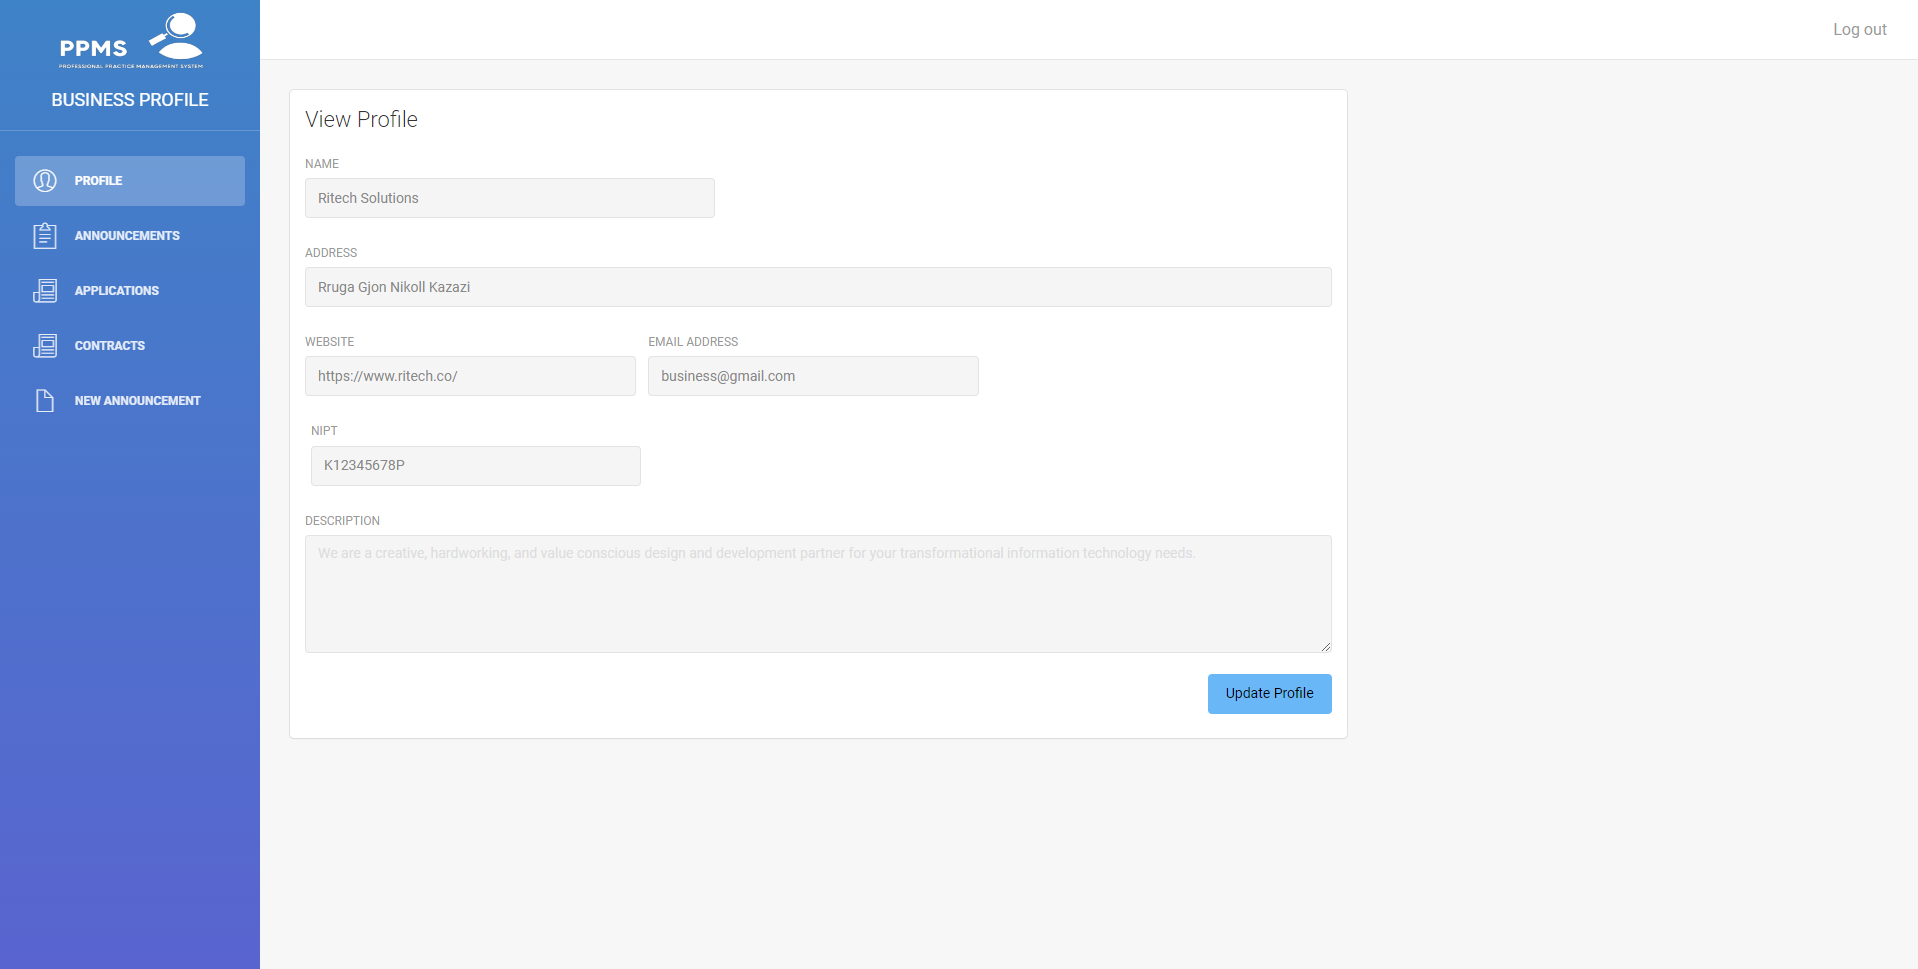 PPMS
PROFESSIONAL PRACTICE MANAGEMENT SYSTEM
BUSINESS PROFILE
PROFILE
ANNOUNCEMENTS
APPLICATIONS
CONTRACTS
NEW ANNOUNCEMENT
Log out
View Profile
NAME
Ritech Solutions
ADDRESS
Rruga Gjon Nikoll Kazazi
WEBSITE
https://www.ritech.co/
EMAIL ADDRESS
business@gmail.com
NIPT
K12345678P
DESCRIPTION
We are a creative, hardworking, and value conscious design and development partner for your transformational information technology needs.
Update Profile